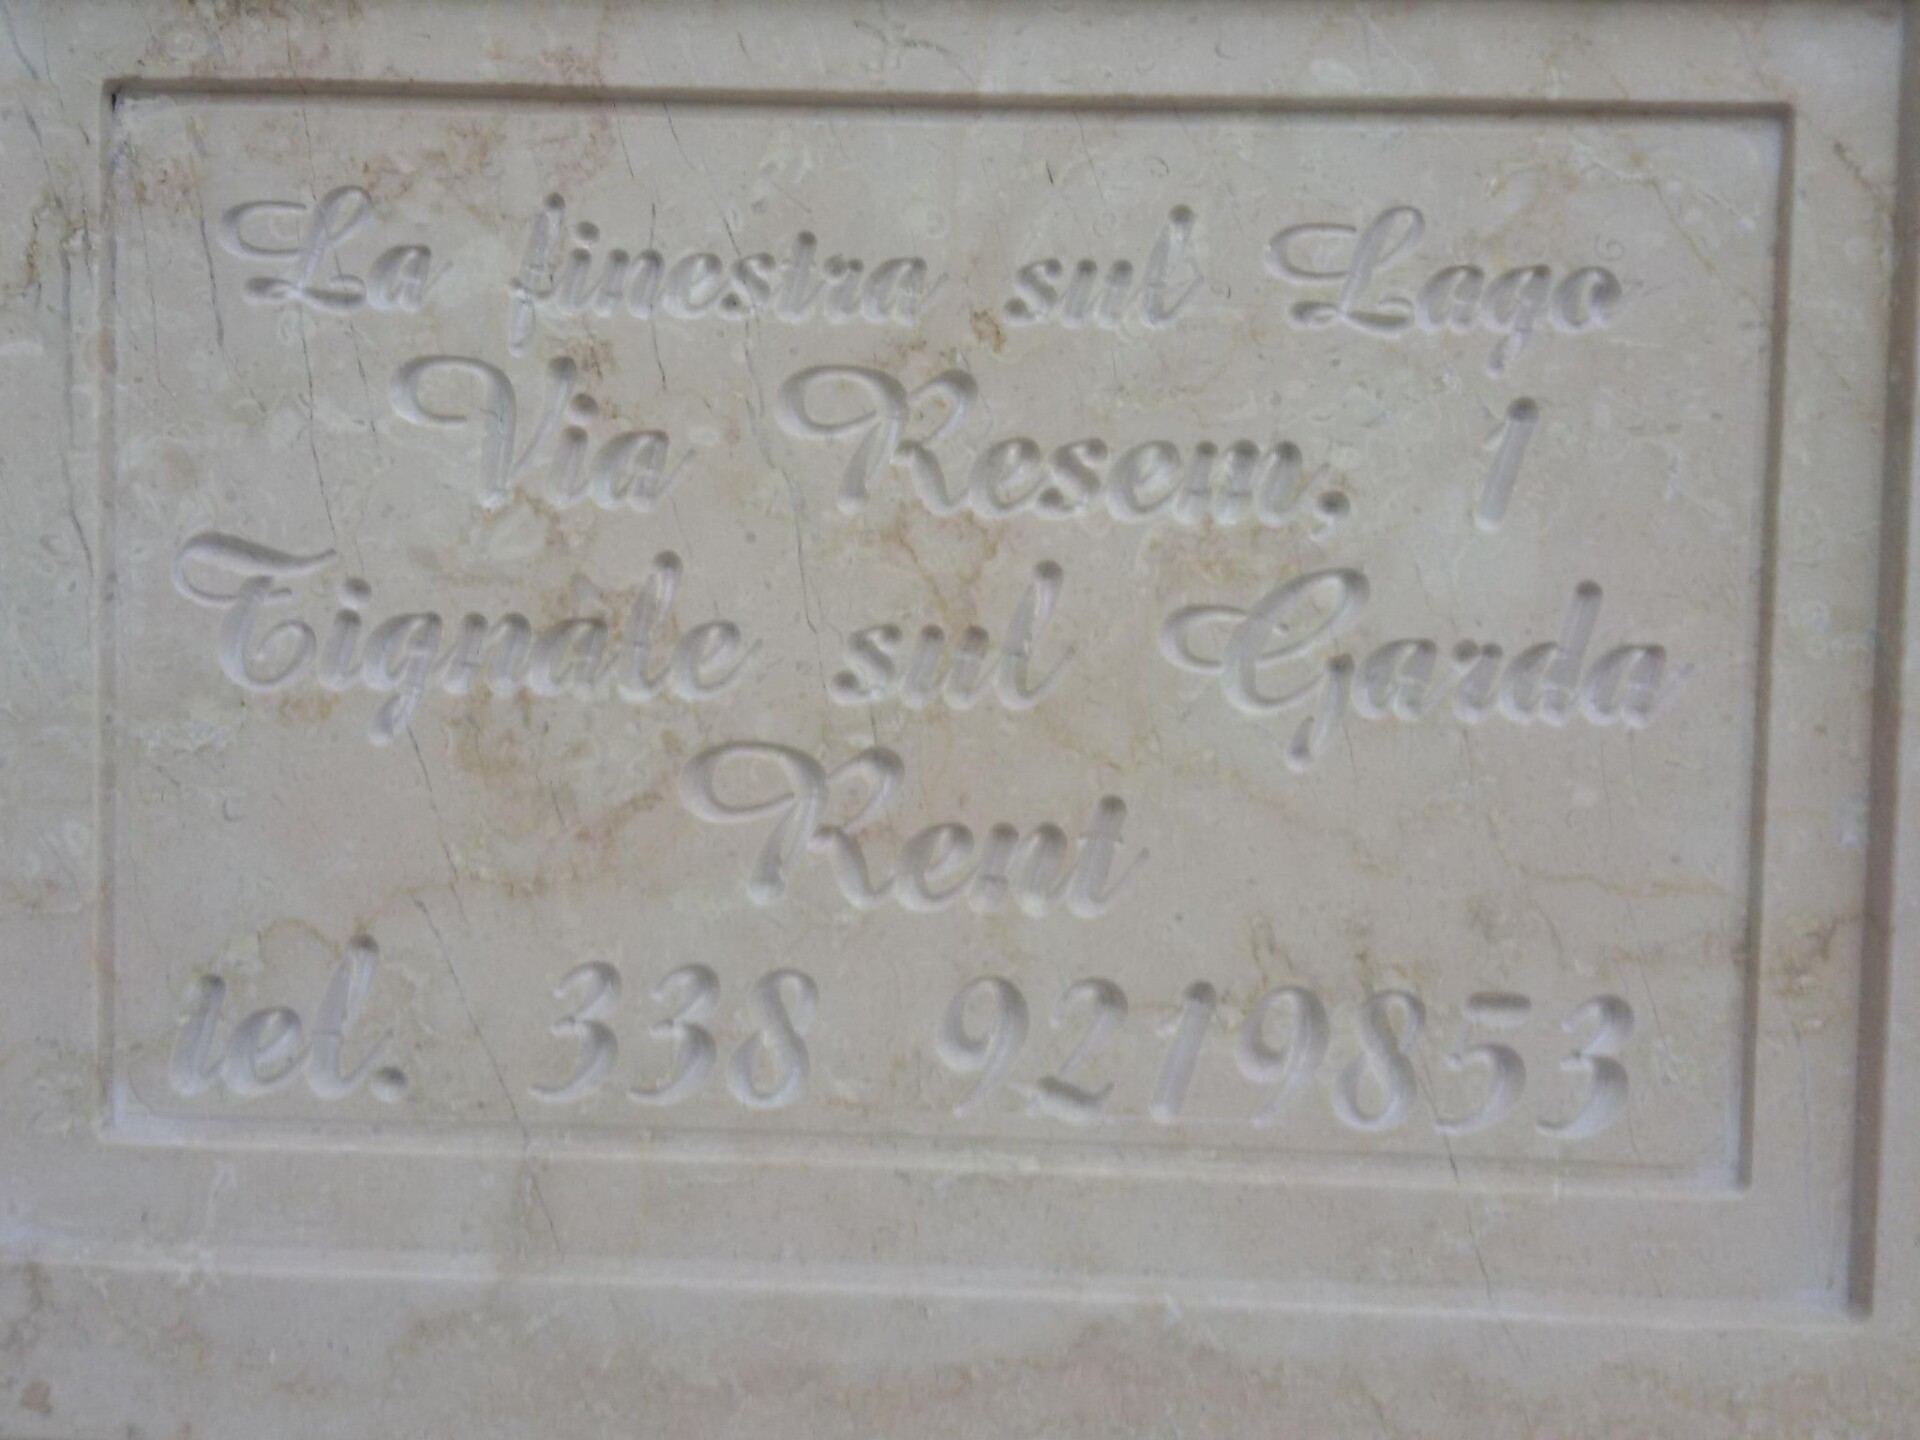 La finestra sul Lago
Via Resem, 1
Tignale sul Garda
Rent
tel. 338 9219853